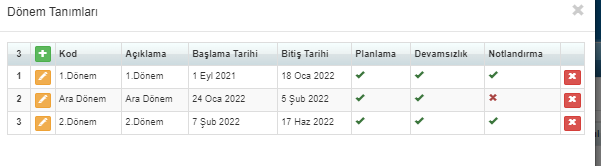 Dönem Tanımları
3 Kod Açıklama Başlama Tarihi Bitiş Tarihi Planlama Devamsızlık Notlandırma
1 1.Dönem 1.Dönem 1 Eyl 2021 18 Oca 2022
2 Ara Dönem Ara Dönem 24 Oca 2022 5 Şub 2022
3 2.Dönem 2.Dönem 7 Şub 2022 17 Haz 2022